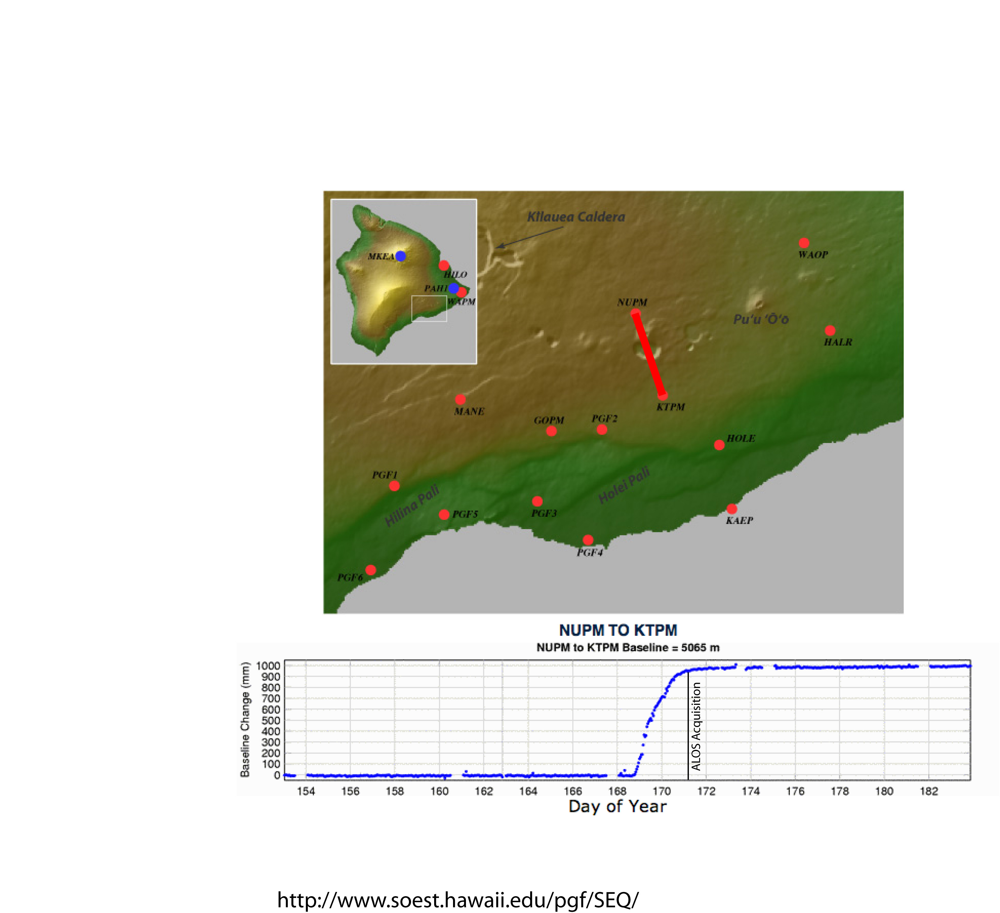 Kīlauea Caldera
MKEA
HILO
PAH1
WAPM
WAOP
NUPM
Pu‘u ‘Ō‘ō
HALR
MANE
KTPM
GOPM
PGF2
HOLE
PGF1
Hilina Pali
Holei Pali
PGF5
PGF3
KAEP
PGF4
PGF6
NUPM TO KTPM
NUPM to KTPM Baseline = 5065 m
Baseline Change (mm)
1000
900
800
700
600
500
400
300
200
100
0
ALOS Acquisition
154 156 158 160 162 164 166 168 170 172 174 176 178 180 182
Day of Year
http://www.soest.hawaii.edu/pgf/SEQ/